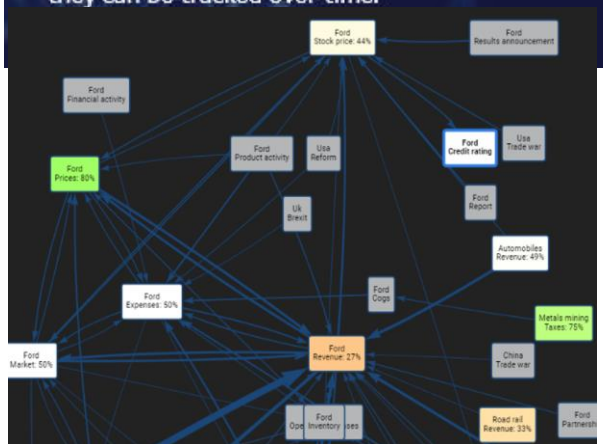 they can be tracked over time.
Ford
Stock price: 44%
Ford
Results announcement
Ford
Financial activity
Ford
Product activity
Usa
Reform
Ford
Credit rating
Usa
Trade war
Ford
Prices: 80%
Ford
Report
Uk
Brexit
Automobiles
Revenue: 49%
Ford
Expenses: 50%
Ford
Cogs
Metals mining
Taxes: 75%
Ford
Market: 50%
Ford
Revenue: 27%
China
Trade war
Ford
Inventory
Road rail
Revenue: 33%
Ford